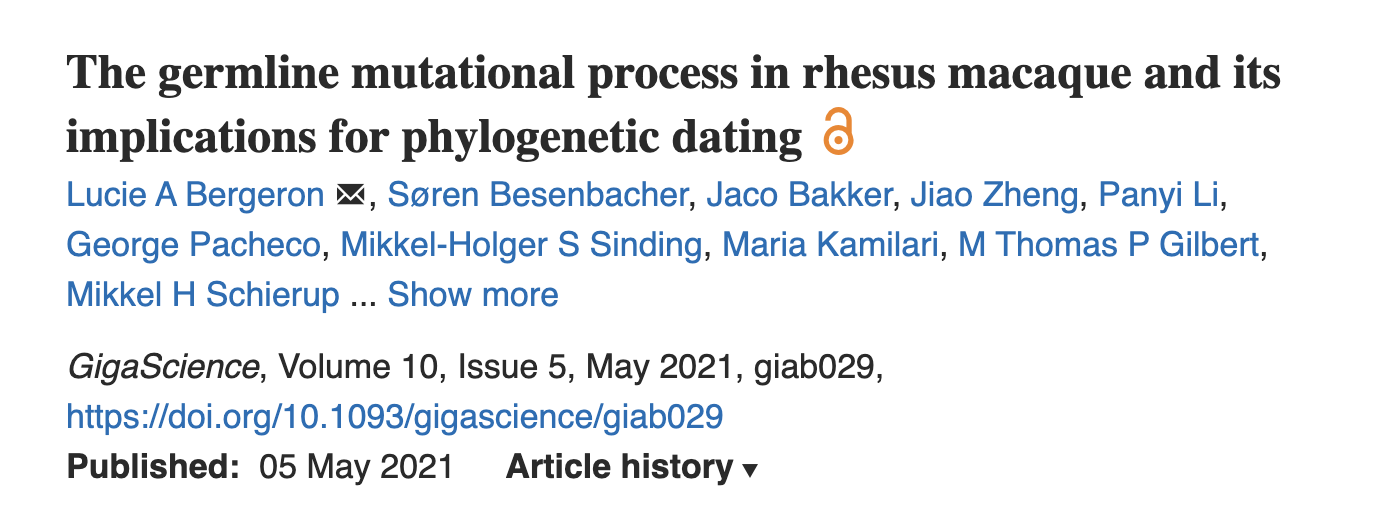 The germline mutational process in rhesus macaque and its
implications for phylogenetic dating
Lucie A Bergeron, Søren Besenbacher, Jaco Bakker, Jiao Zheng, Panyi Li,
George Pacheco, Mikkel-Holger S Sinding, Maria Kamilari, M Thomas P Gilbert,
Mikkel H Schierup ... Show more
GigaScience, Volume 10, Issue 5, May 2021, giab029,
https://doi.org/10.1093/gigascience/giab029
Published: 05 May 2021 Article history